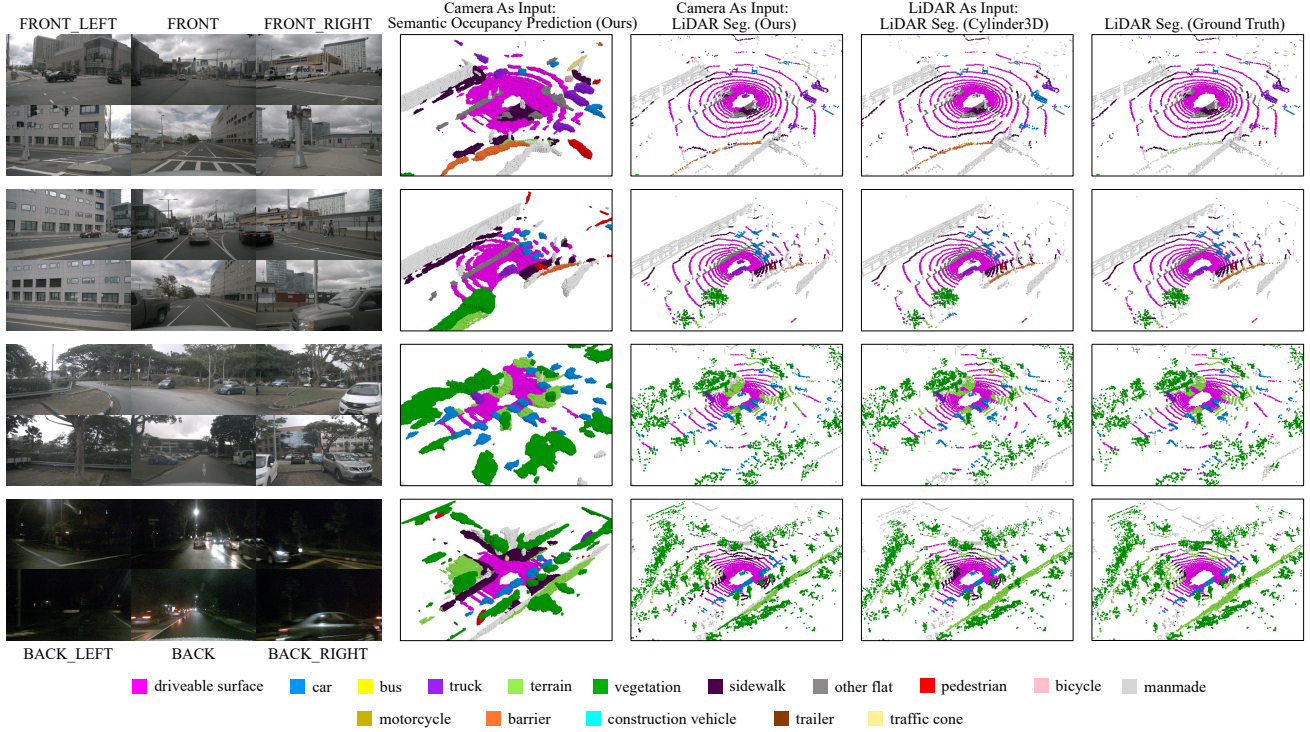 FRONT_LEFT FRONT FRONT_RIGHT
Camera As Input:
Semantic Occupancy Prediction (Ours)
Camera As Input:
LiDAR Seg. (Ours)
LiDAR As Input:
LiDAR Seg. (Cylinder3D)
LiDAR Seg. (Ground Truth)
BACK_LEFT BACK BACK_RIGHT
driveable surface car bus truck terrain vegetation sidewalk other flat pedestrian bicycle manmade
motorcycle barrier construction vehicle trailer traffic cone